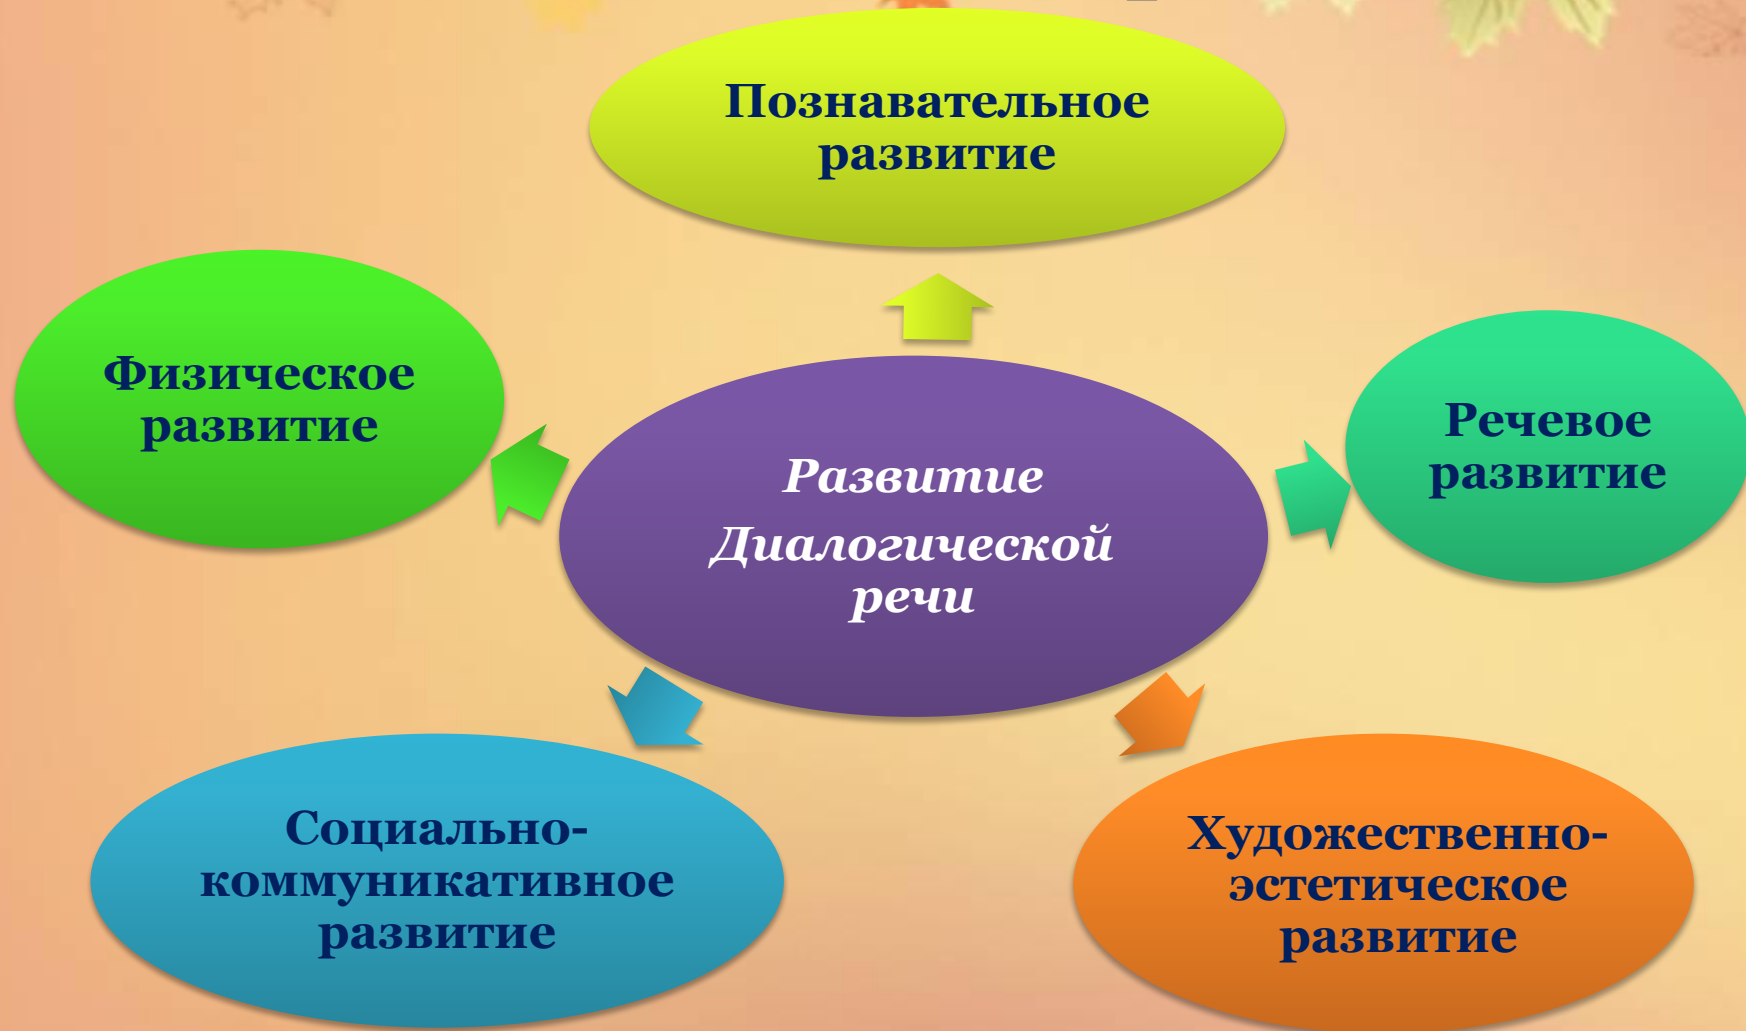 Познавательное
развитие
Физическое
развитие
Речевое
развитие
Развитие
Диалогической
речи
Социально-
коммуникативное
развитие
Художественно-
эстетическое
развитие